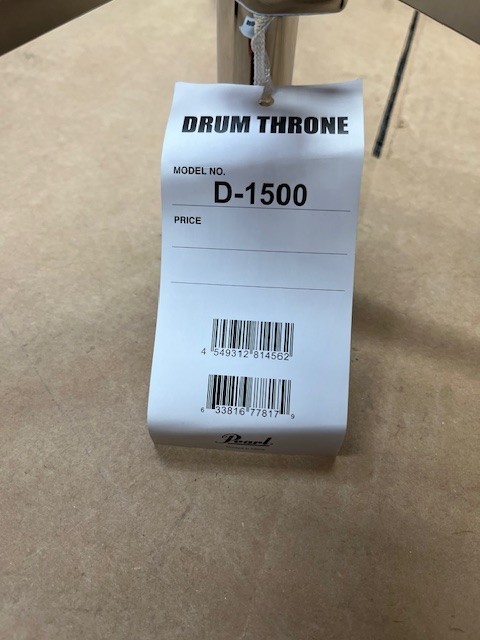 DRUM THRONE
MODEL NO.
D-1500
PRICE
4 549312 814562
6 33816 77817 9
Pearl